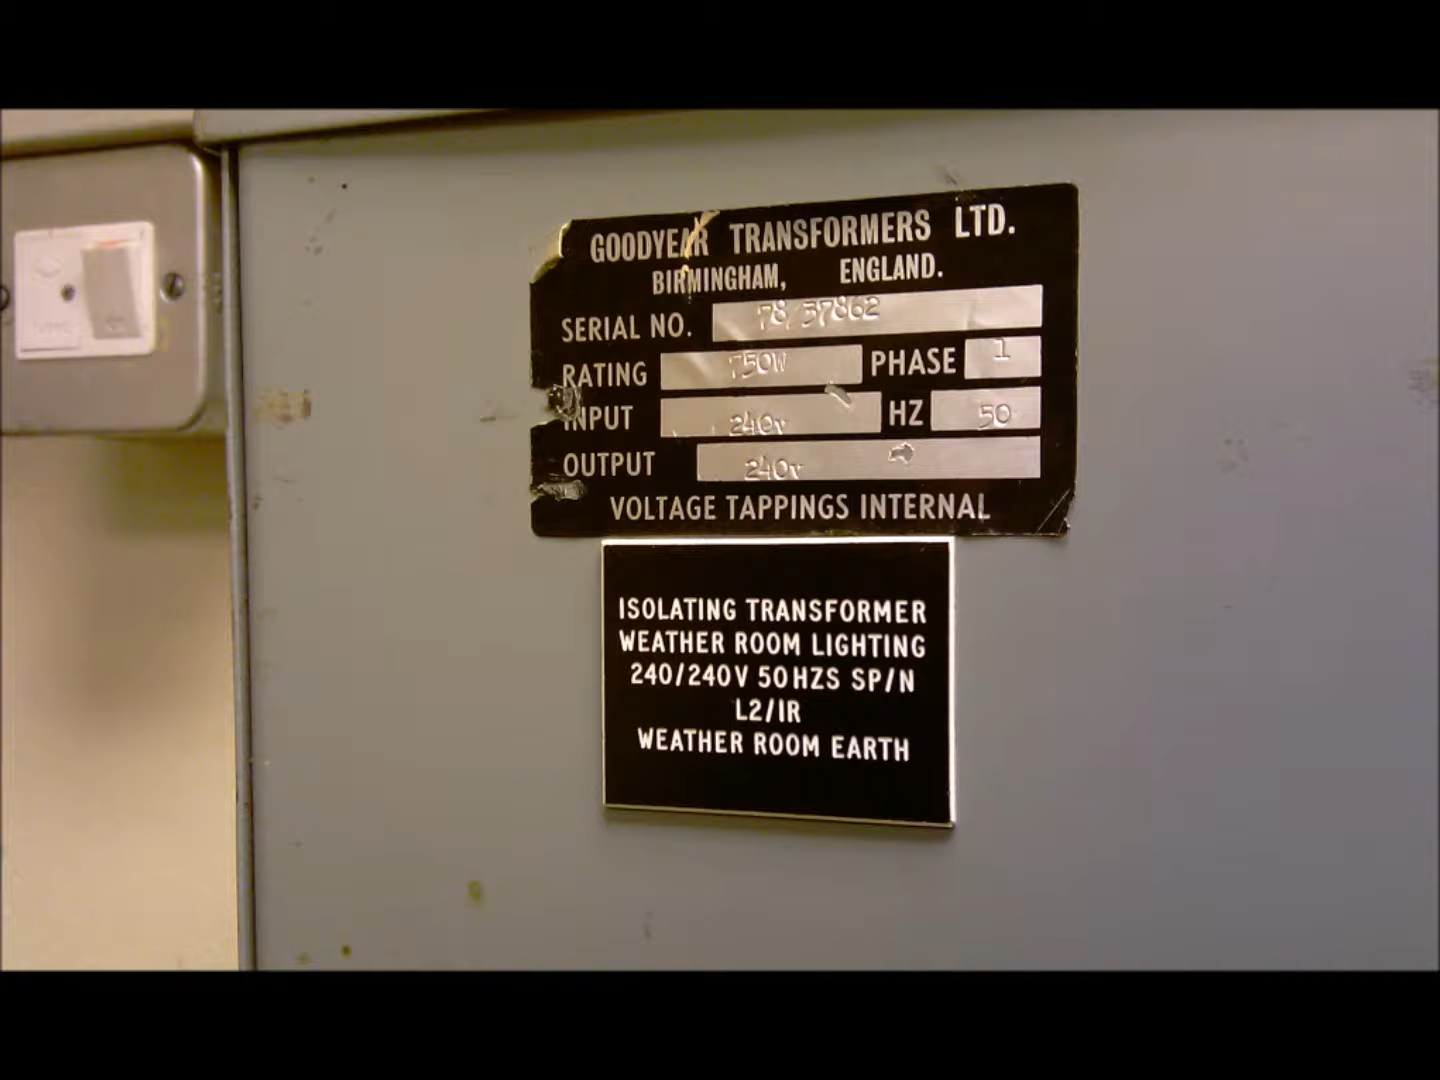 GOODYEAR TRANSFORMERS LTD.
BIRMINGHAM, ENGLAND.
SERIAL NO. 78/37862
RATING 750W PHASE 1
INPUT 240v HZ 50
OUTPUT 240v
VOLTAGE TAPPINGS INTERNAL
ISOLATING TRANSFORMER
WEATHER ROOM LIGHTING
240/240V 50HZS SP/N
L2/IR
WEATHER ROOM EARTH